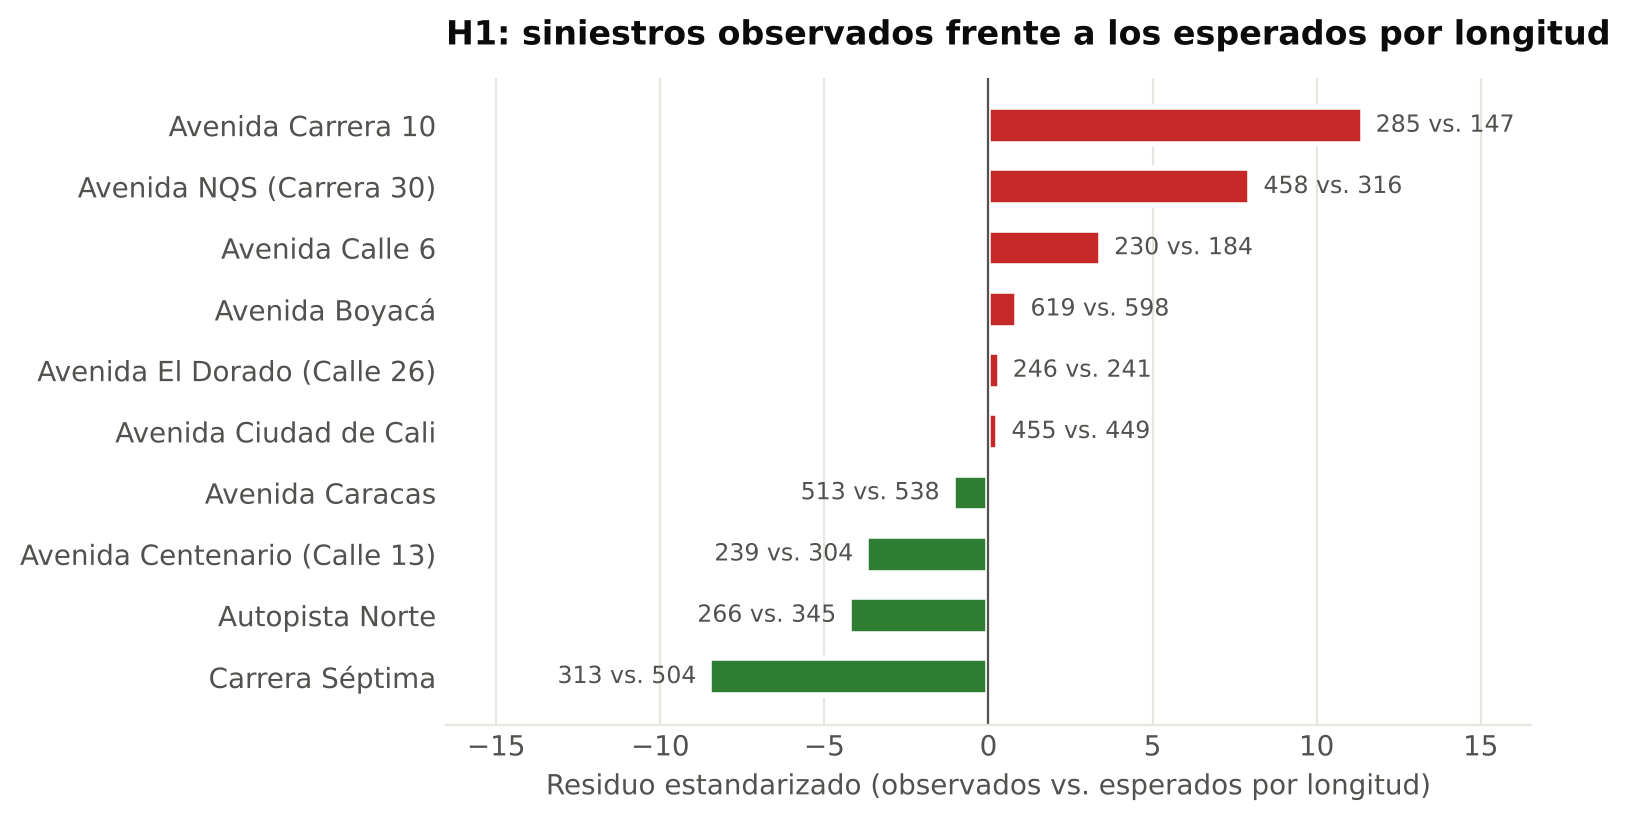 H1: siniestros observados frente a los esperados por longitud
Avenida Carrera 10
285 vs. 147
Avenida NQS (Carrera 30)
458 vs. 316
Avenida Calle 6
230 vs. 184
Avenida Boyacá
619 vs. 598
Avenida El Dorado (Calle 26)
246 vs. 241
Avenida Ciudad de Cali
455 vs. 449
Avenida Caracas
513 vs. 538
Avenida Centenario (Calle 13)
239 vs. 304
Autopista Norte
266 vs. 345
Carrera Séptima
313 vs. 504
−15 −10 −5 0 5 10 15
Residuo estandarizado (observados vs. esperados por longitud)